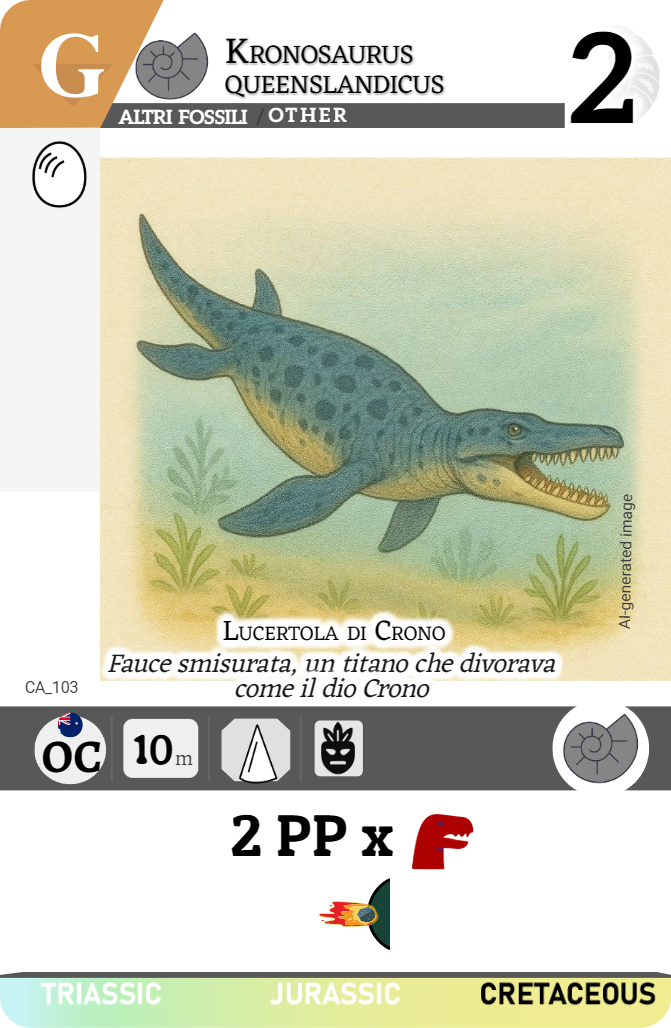 G
KRONOSAURUS
QUEENSLANDICUS
2
ALTRI FOSSILI / OTHER
AI-generated image
LUCERTOLA DI CRONO
Fauce smisurata, un titano che divorava
come il dio Crono
CA_103
OC
10 m
2 PP x
TRIASSIC
JURASSIC
CRETACEOUS